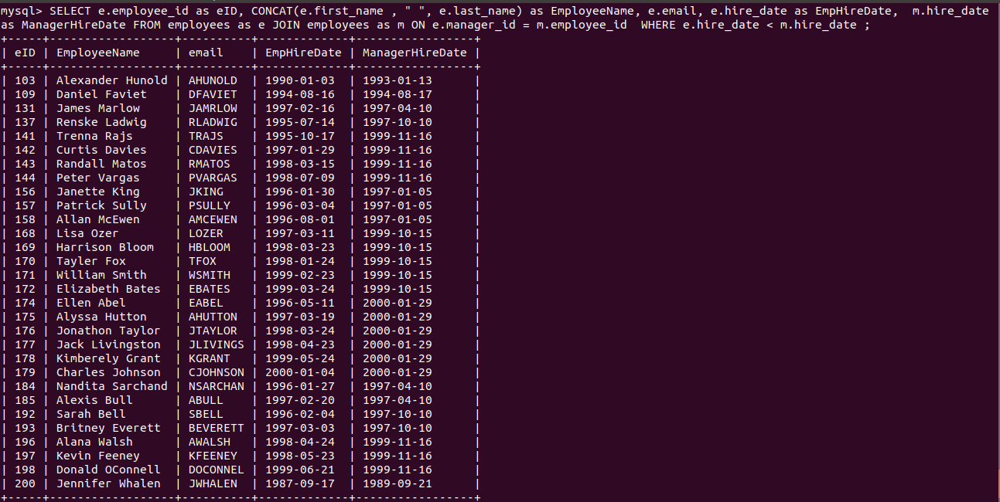 mysql> SELECT e.employee_id as eID, CONCAT(e.first_name , " ", e.last_name) as EmployeeName, e.email, e.hire_date as EmpHireDate,  m.hire_date
as ManagerHireDate FROM employees as e JOIN employees as m ON e.manager_id = m.employee_id  WHERE e.hire_date < m.hire_date ;
+-----+------------------+----------+-------------+-----------------+
| eID | EmployeeName     | email    | EmpHireDate | ManagerHireDate |
+-----+------------------+----------+-------------+-----------------+
| 103 | Alexander Hunold | AHUNOLD  | 1990-01-03  | 1993-01-13      |
| 109 | Daniel Faviet    | DFAVIET  | 1994-08-16  | 1994-08-17      |
| 131 | James Marlow     | JAMRLOW  | 1997-02-16  | 1997-04-10      |
| 137 | Renske Ladwig    | RLADWIG  | 1995-07-14  | 1997-10-10      |
| 141 | Trenna Rajs      | TRAJS    | 1995-10-17  | 1999-11-16      |
| 142 | Curtis Davies    | CDAVIES  | 1997-01-29  | 1999-11-16      |
| 143 | Randall Matos    | RMATOS   | 1998-03-15  | 1999-11-16      |
| 144 | Peter Vargas     | PVARGAS  | 1998-07-09  | 1999-11-16      |
| 156 | Janette King     | JKING    | 1996-01-30  | 1997-01-05      |
| 157 | Patrick Sully    | PSULLY   | 1996-03-04  | 1997-01-05      |
| 158 | Allan McEwen     | AMCEWEN  | 1996-08-01  | 1997-01-05      |
| 168 | Lisa Ozer        | LOZER    | 1997-03-11  | 1999-10-15      |
| 169 | Harrison Bloom   | HBLOOM   | 1998-03-23  | 1999-10-15      |
| 170 | Tayler Fox       | TFOX     | 1998-01-24  | 1999-10-15      |
| 171 | William Smith    | WSMITH   | 1999-02-23  | 1999-10-15      |
| 172 | Elizabeth Bates  | EBATES   | 1999-03-24  | 1999-10-15      |
| 174 | Ellen Abel       | EABEL    | 1996-05-11  | 2000-01-29      |
| 175 | Alyssa Hutton    | AHUTTON  | 1997-03-19  | 2000-01-29      |
| 176 | Jonathon Taylor  | JTAYLOR  | 1998-03-24  | 2000-01-29      |
| 177 | Jack Livingston  | JLIVINGS | 1998-04-23  | 2000-01-29      |
| 178 | Kimberely Grant  | KGRANT   | 1999-05-24  | 2000-01-29      |
| 179 | Charles Johnson  | CJOHNSON | 2000-01-04  | 2000-01-29      |
| 184 | Nandita Sarchand | NSARCHAN | 1996-01-27  | 1997-04-10      |
| 185 | Alexis Bull      | ABULL    | 1997-02-20  | 1997-04-10      |
| 192 | Sarah Bell       | SBELL    | 1996-02-04  | 1997-10-10      |
| 193 | Britney Everett  | BEVERETT | 1997-03-03  | 1997-10-10      |
| 196 | Alana Walsh      | AWALSH   | 1998-04-24  | 1999-11-16      |
| 197 | Kevin Feeney     | KFEENEY  | 1998-05-23  | 1999-11-16      |
| 198 | Donald OConnell  | DOCONNEL | 1999-06-21  | 1999-11-16      |
| 200 | Jennifer Whalen  | JWHALEN  | 1987-09-17  | 1989-09-21      |
+-----+------------------+----------+-------------+-----------------+